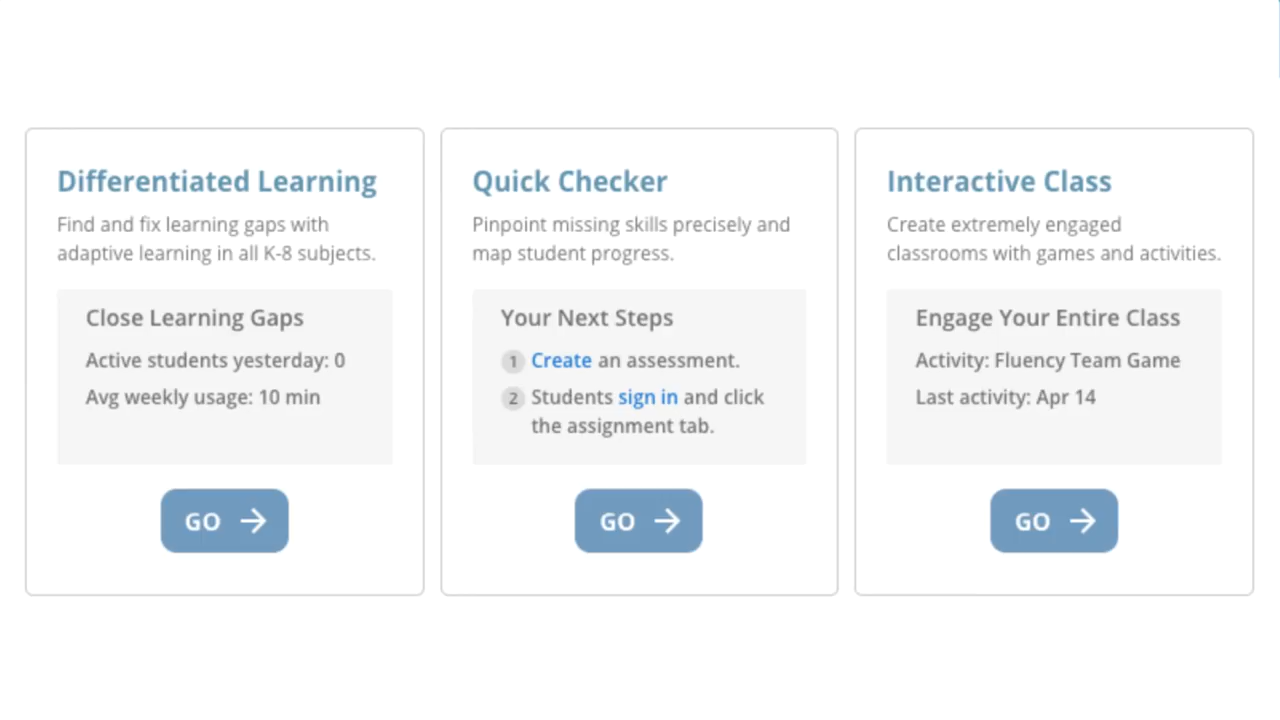 Differentiated Learning
Find and fix learning gaps with
adaptive learning in all K-8 subjects.
Close Learning Gaps
Active students yesterday: 0
Avg weekly usage: 10 min
GO
Quick Checker
Pinpoint missing skills precisely and
map student progress.
Your Next Steps
1 Create an assessment.
2 Students sign in and click
the assignment tab.
GO
Interactive Class
Create extremely engaged
classrooms with games and activities.
Engage Your Entire Class
Activity: Fluency Team Game
Last activity: Apr 14
GO